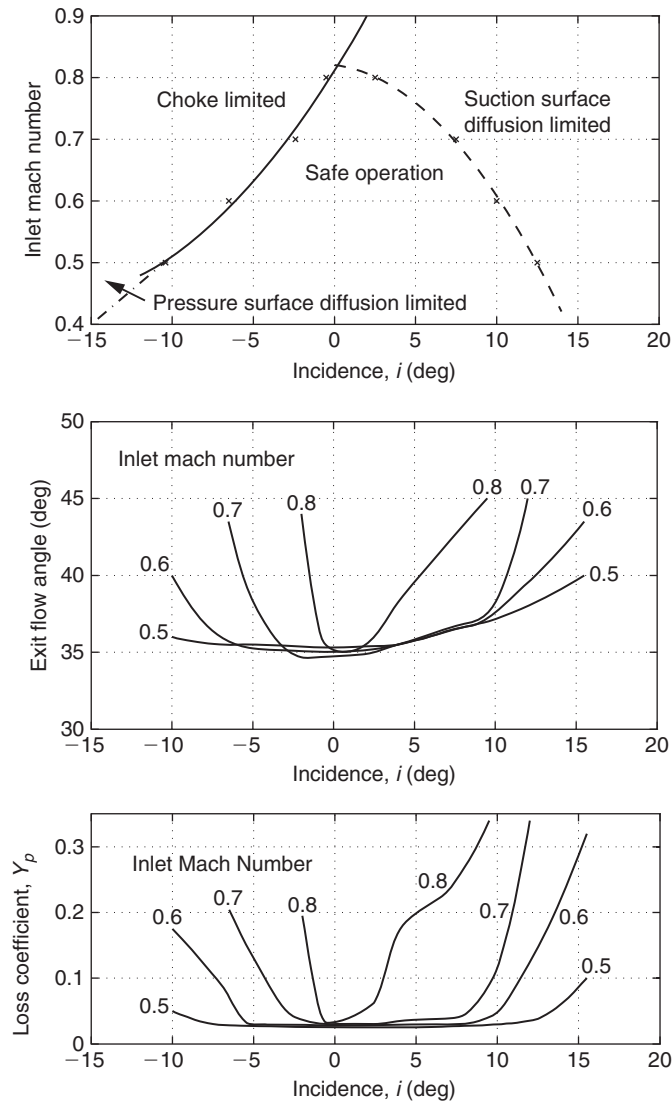 0.9
0.8
0.7
0.6
0.5
0.4
Inlet mach number
Choke limited
Suction surface
diffusion limited
Safe operation
Pressure surface diffusion limited
−15 −10 −5 0 5 10 15 20
Incidence, i (deg)
50
45
40
35
30
Exit flow angle (deg)
Inlet mach number
0.8
0.7
0.8
0.7
0.6
0.6
0.5
0.5
−15 −10 −5 0 5 10 15 20
Incidence, i (deg)
0.3
0.2
0.1
0
Loss coefficient, Yp
Inlet Mach Number
0.8
0.7
0.8
0.6
0.7
0.6
0.5
0.5
−15 −10 −5 0 5 10 15 20
Incidence, i (deg)